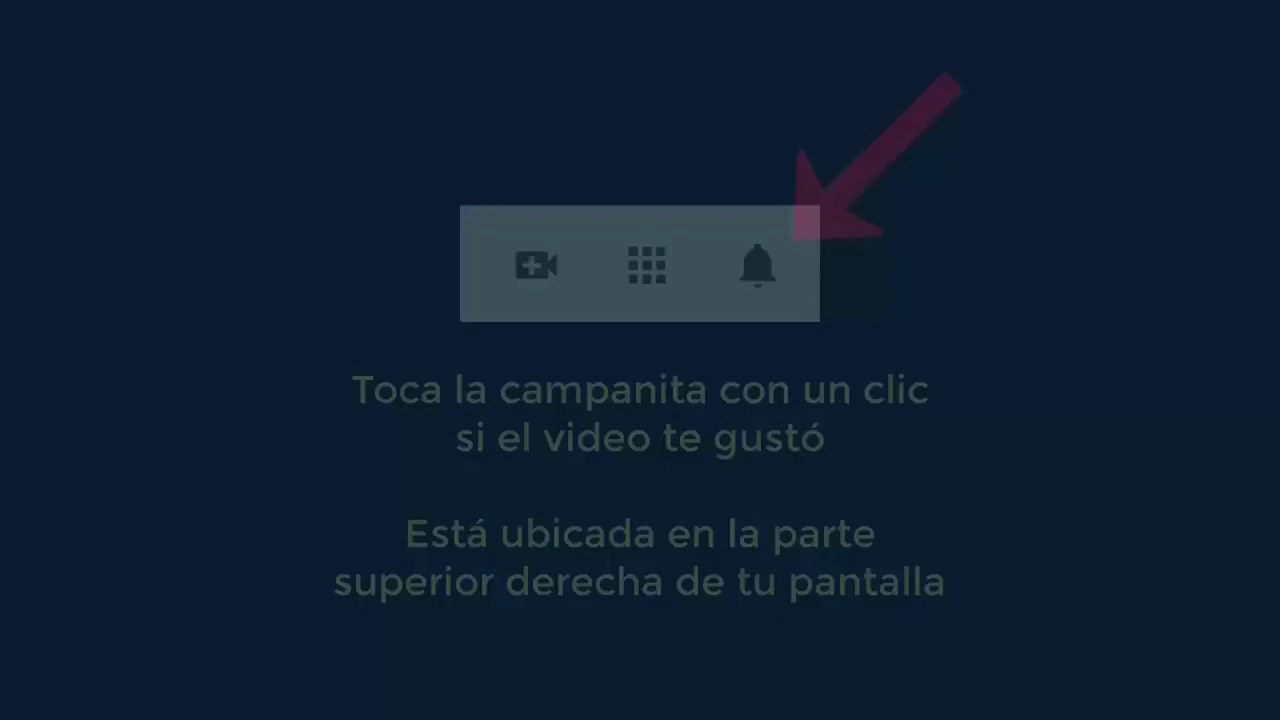 Toca la campanita con un clic
si el video te gustó
Está ubicada en la parte
superior derecha de tu pantalla